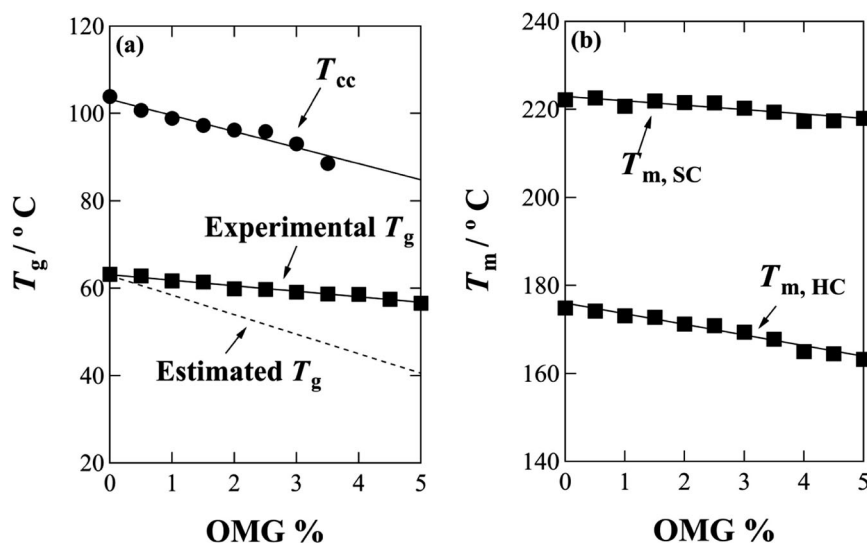 (a)
T_g / °C
120
100
80
60
40
20
T_cc
Experimental T_g
Estimated T_g
0 1 2 3 4 5
OMG %
(b)
T_m / °C
240
220
200
180
160
140
T_m, SC
T_m, HC
0 1 2 3 4 5
OMG %